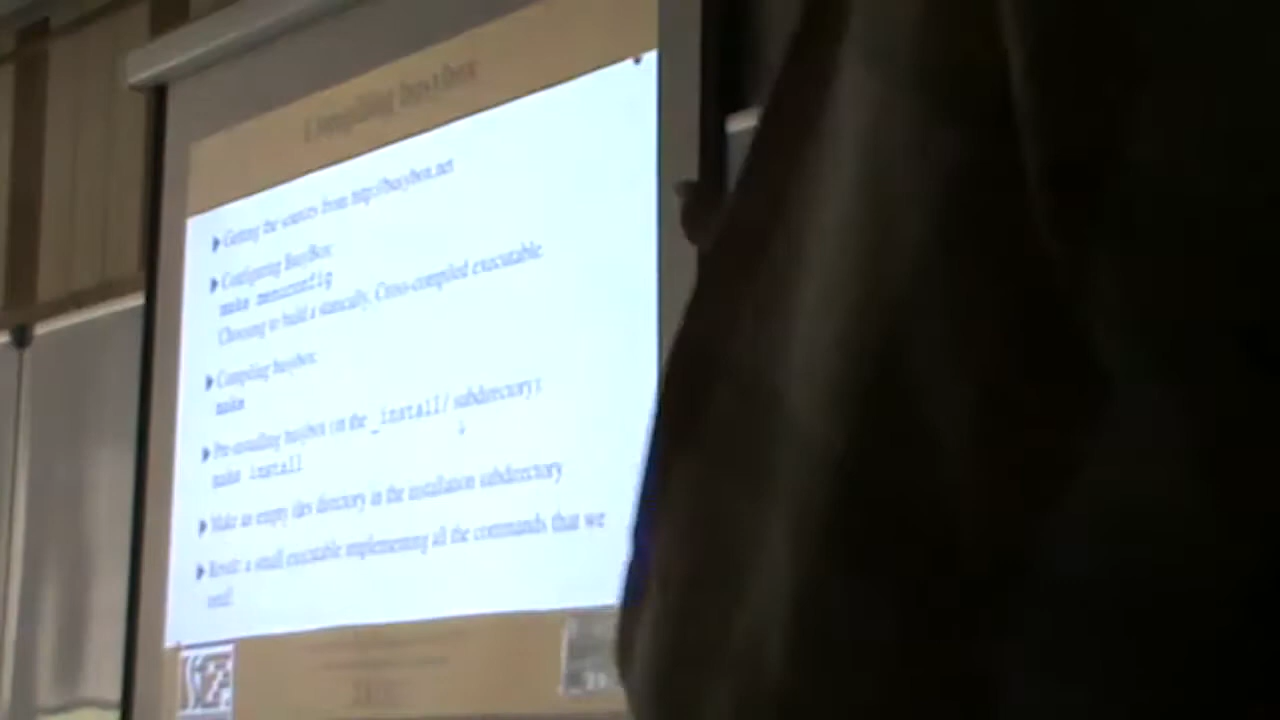 Compiling busybox
Getting the sources from http://busybox.net
Configuring BusyBox:
make menuconfig
Choosing to build a statically, Cross-compiled executable.
Compiling busybox:
make
Pre-installing busybox (in the _install/ subdirectory):
make install
Make an empty dev directory in the installation subdirectory
Result: a small executable implementing all the commands that we
need!